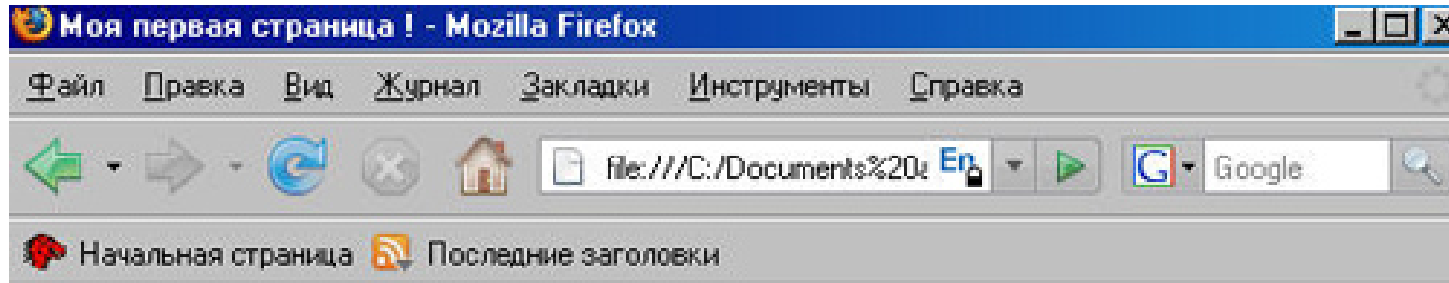 Моя первая страница ! - Mozilla Firefox
Файл Правка Вид Журнал Закладки Инструменты Справка
file:///C:/Documents%20a En G Google
Начальная страница Последние заголовки